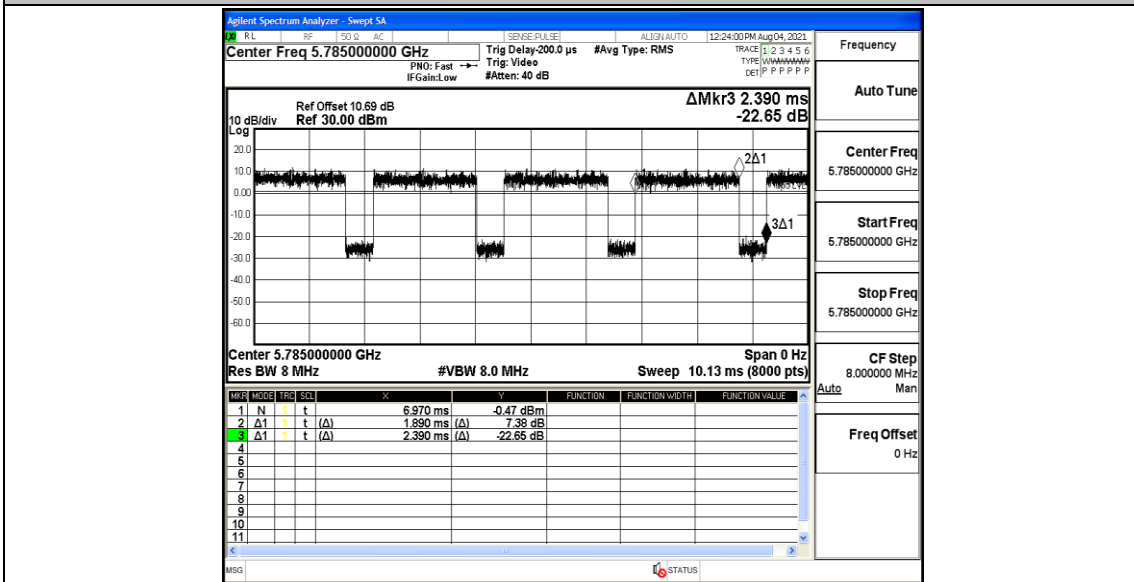 Agilent Spectrum Analyzer - Swept SA
RL RF 50 Ω AC SENSE:PULSE ALIGN AUTO 12:24:00 PM Aug 04, 2021
Center Freq 5.785000000 GHz
PNO: Fast
IFGain:Low
Trig Delay-200.0 µs
Trig: Video
#Atten: 40 dB
#Avg Type: RMS
TRACE 1 2 3 4 5 6
TYPE
DET P P P P P P
Ref Offset 10.69 dB
Ref 30.00 dBm
10 dB/div
Log
ΔMkr3 2.390 ms
-22.65 dB
20.0
10.0
0.00
-10.0
-20.0
-30.0
-40.0
-50.0
-60.0
2Δ1
3Δ1
Center 5.785000000 GHz
Span 0 Hz
Res BW 8 MHz
#VBW 8.0 MHz
Sweep 10.13 ms (8000 pts)
MKR MODE TRC SCL X Y FUNCTION FUNCTION WIDTH FUNCTION VALUE
1 N 1 t 6.970 ms -0.47 dBm
2 Δ1 1 t (Δ) 1.890 ms (Δ) 7.38 dB
3 Δ1 1 t (Δ) 2.390 ms (Δ) -22.65 dB
4
5
6
7
8
9
10
11
MSG
STATUS
Frequency
Auto Tune
Center Freq
5.785000000 GHz
Start Freq
5.785000000 GHz
Stop Freq
5.785000000 GHz
CF Step
8.000000 MHz
Auto Man
Freq Offset
0 Hz